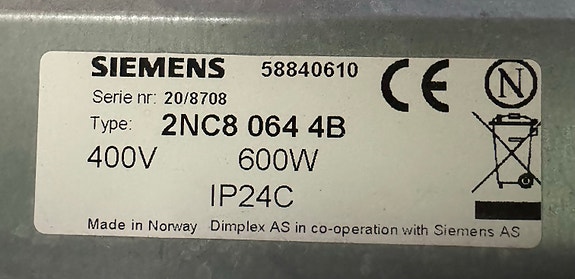 SIEMENS 58840610
Serie nr: 20/8708
Type: 2NC8 064 4B
400V 600W
IP24C
Made in Norway Dimplex AS in co-operation with Siemens AS
CE
N